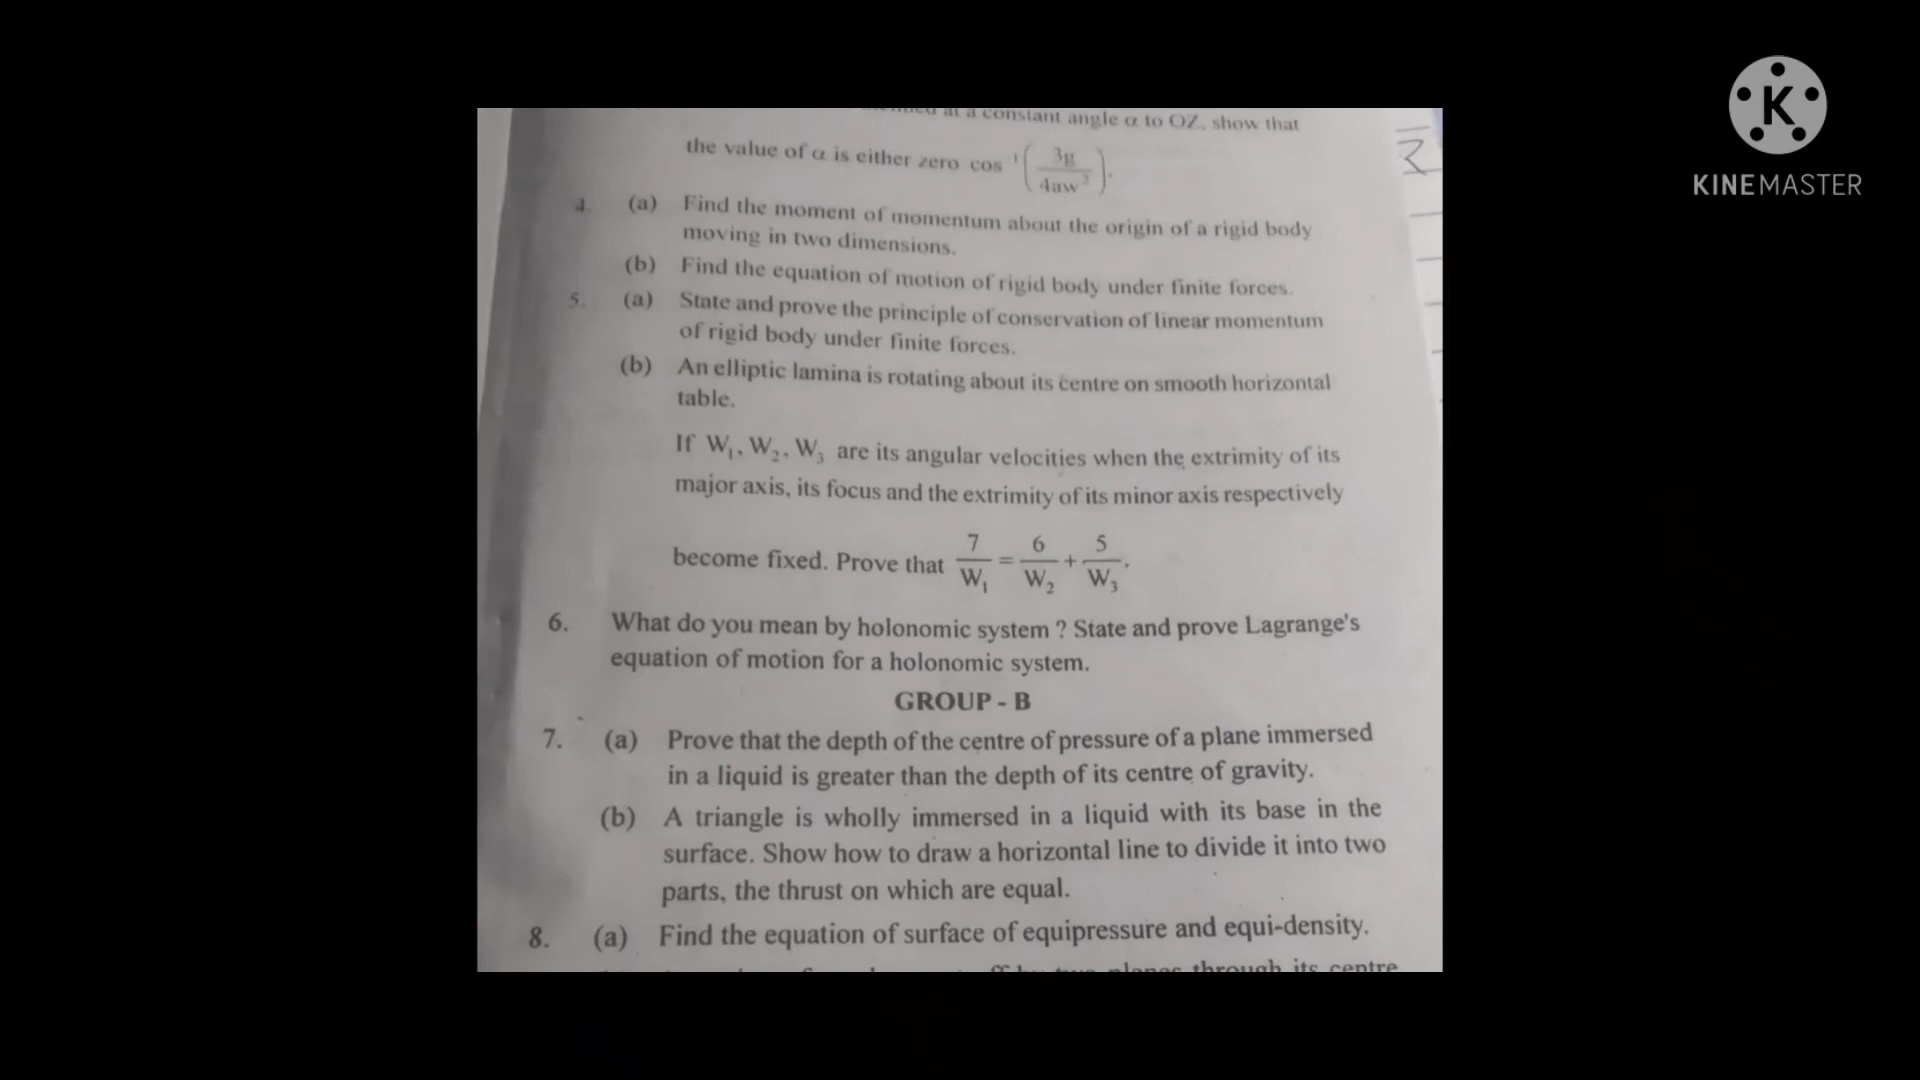 at a constant angle α to OZ, show that
the value of α is either zero cos⁻¹(3g/4aw²).
4. (a) Find the moment of momentum about the origin of a rigid body
moving in two dimensions.
(b) Find the equation of motion of rigid body under finite forces.
5. (a) State and prove the principle of conservation of linear momentum
of rigid body under finite forces.
(b) An elliptic lamina is rotating about its centre on smooth horizontal
table.
If W₁, W₂, W₃ are its angular velocities when the extrimity of its
major axis, its focus and the extrimity of its minor axis respectively
become fixed. Prove that 7/W₁ = 6/W₂ + 5/W₃.
6. What do you mean by holonomic system ? State and prove Lagrange's
equation of motion for a holonomic system.
GROUP - B
7. (a) Prove that the depth of the centre of pressure of a plane immersed
in a liquid is greater than the depth of its centre of gravity.
(b) A triangle is wholly immersed in a liquid with its base in the
surface. Show how to draw a horizontal line to divide it into two
parts, the thrust on which are equal.
8. (a) Find the equation of surface of equipressure and equi-density.
planes through its centre
K
KINEMASTER